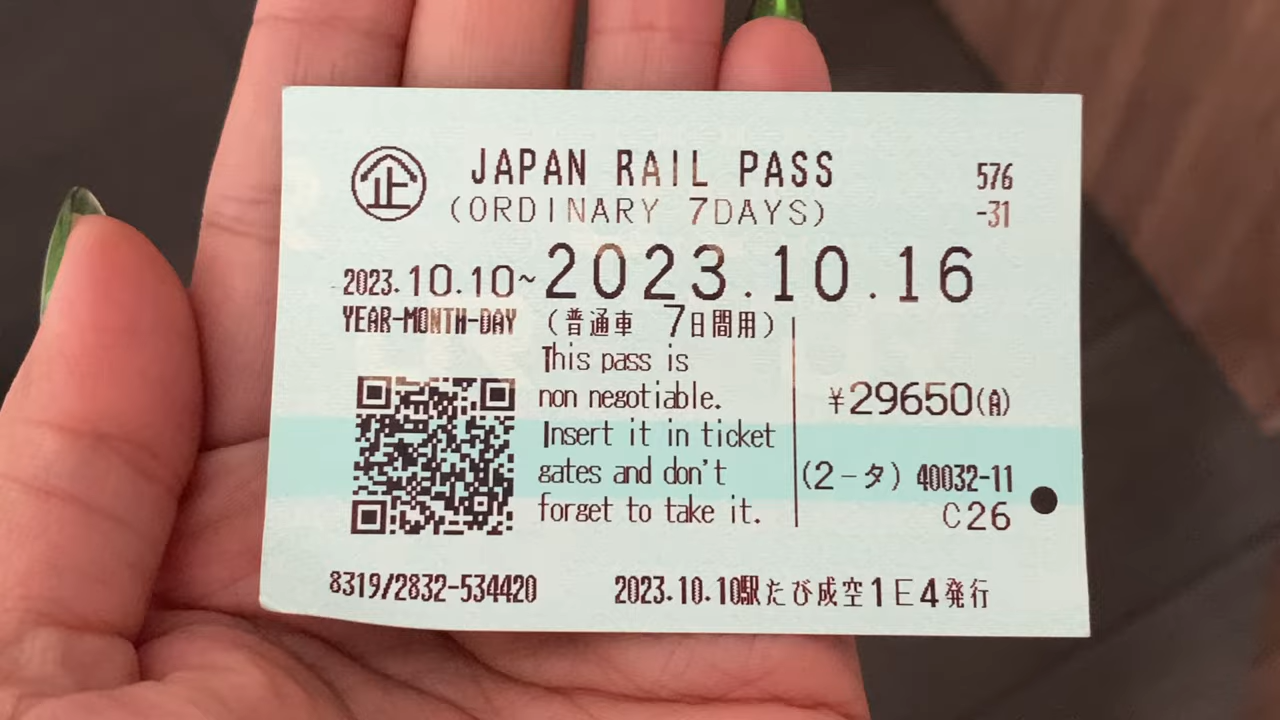 企 JAPAN RAIL PASS
(ORDINARY 7DAYS)
576
-31
2023.10.10~2023.10.16
YEAR-MONTH-DAY (普通車 7日間用)
This pass is
non negotiable.
Insert it in ticket
gates and don't
forget to take it.
¥29650
(2-タ) 40032-11
C26
8319/2832-534420 2023.10.10駅たび成空1E4発行